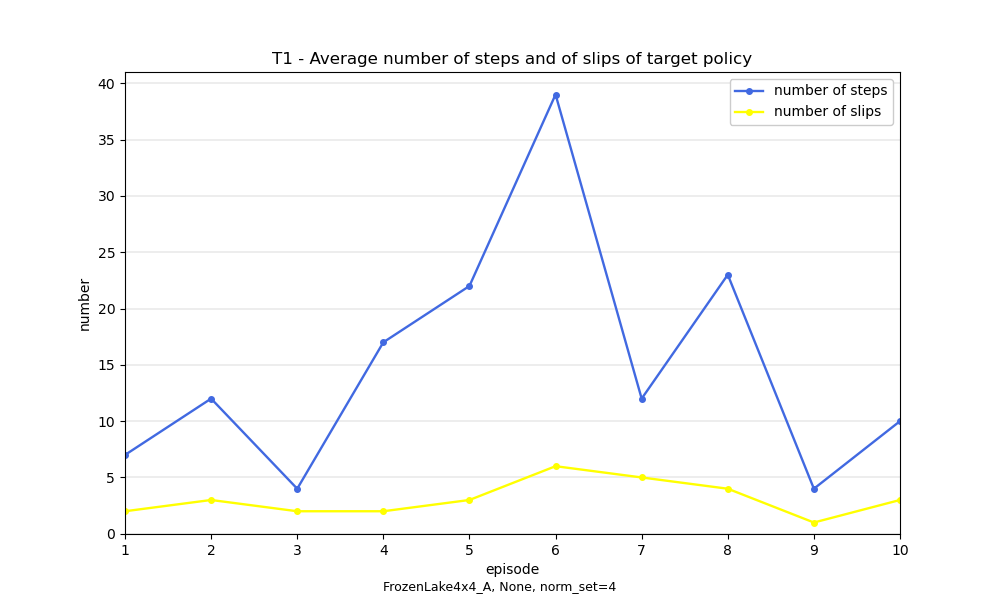 T1 - Average number of steps and of slips of target policy
number of steps
number of slips
40
35
30
25
20
15
10
5
0
number
1 2 3 4 5 6 7 8 9 10
episode
FrozenLake4x4_A, None, norm_set=4